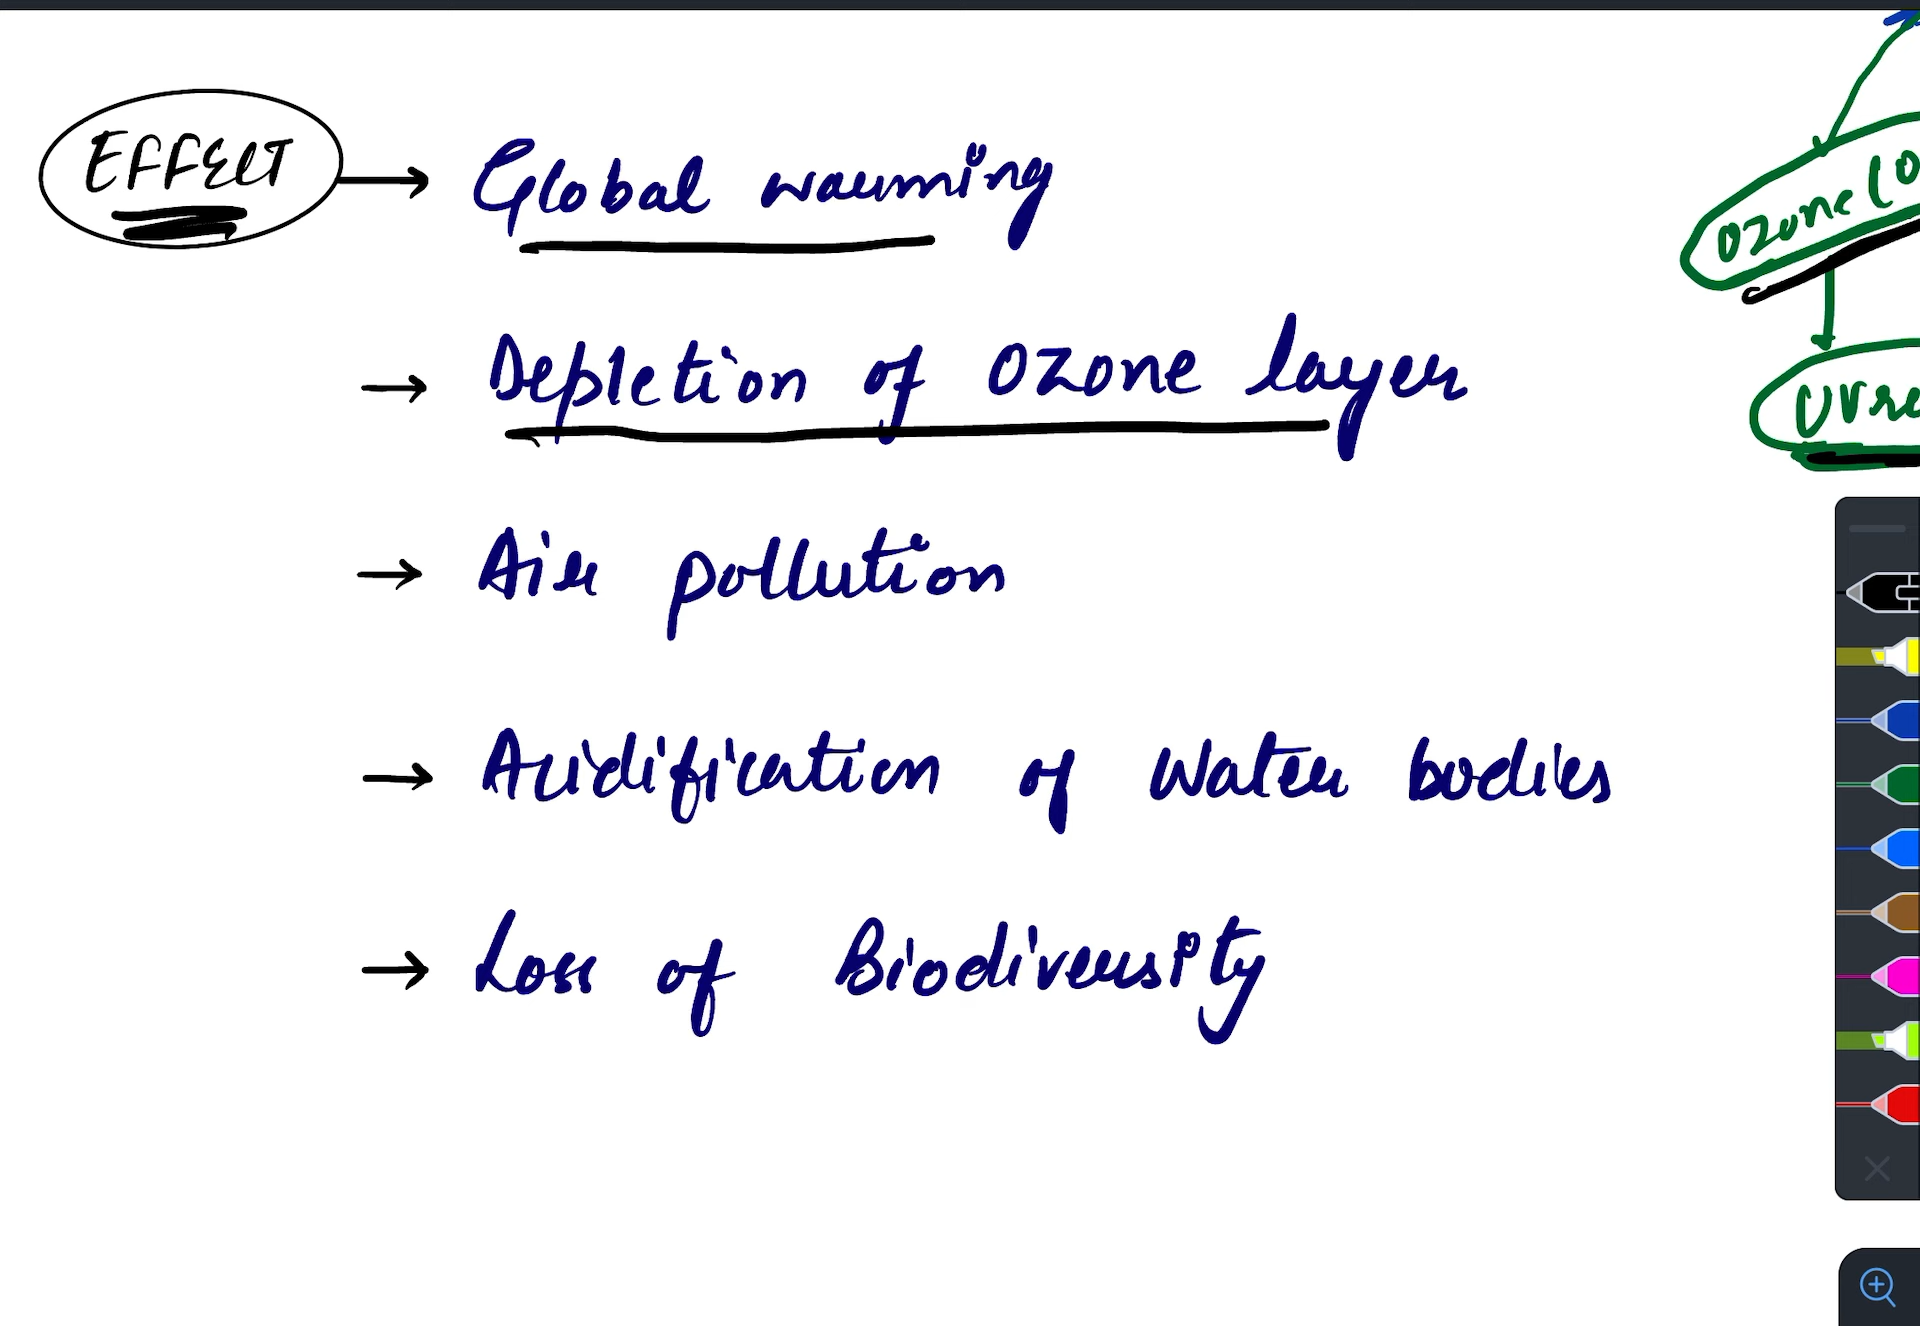 EFFECT → Global warming
→ Depletion of Ozone layer
→ Air pollution
→ Acidification of Water bodies
→ Loss of Biodiversity
Ozone (O
UV